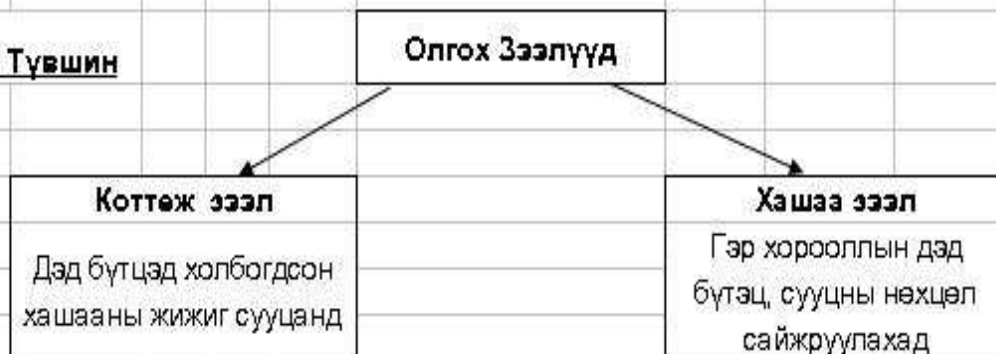 Түвшин
Олгох Зээлүүд
Коттеж зээл
Дэд бүтцэд холбогдсон
хашааны жижиг сууцанд
Хашаа зээл
Гэр хорооллын дэд
бүтэц, сууцны нөхцөл
сайжруулахад